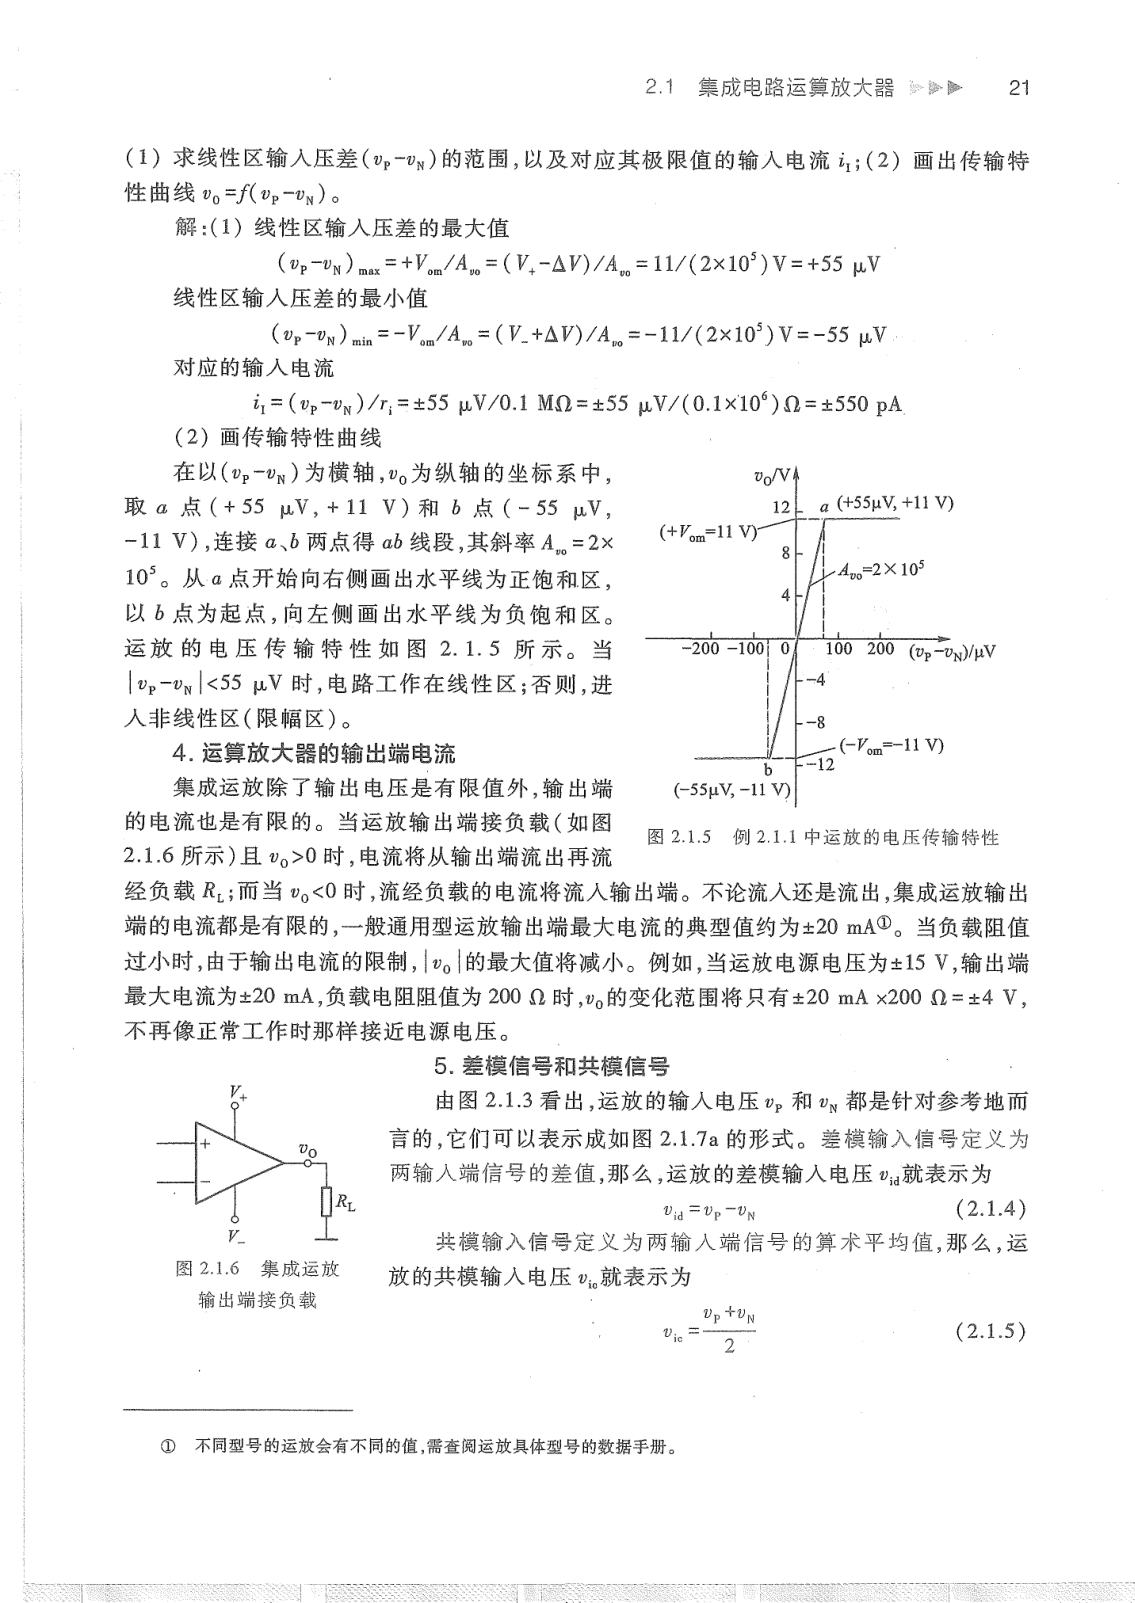 2.1 集成电路运算放大器 21
(1) 求线性区输入压差(vP-vN)的范围,以及对应其极限值的输入电流 iI;(2) 画出传输特
性曲线 vO=f(vP-vN)。
解:(1) 线性区输入压差的最大值
(vP-vN)max=+Vom/Avo=(V+-ΔV)/Avo=11/(2×10⁵)V=+55 μV
线性区输入压差的最小值
(vP-vN)min=-Vom/Avo=(V-+ΔV)/Avo=-11/(2×10⁵)V=-55 μV
对应的输入电流
iI=(vP-vN)/ri=±55 μV/0.1 MΩ=±55 μV/(0.1×10⁶)Ω=±550 pA
(2) 画传输特性曲线
在以(vP-vN)为横轴,vO为纵轴的坐标系中,
取 a 点(+55 μV,+11 V)和 b 点(-55 μV,
-11 V),连接 a、b 两点得 ab 线段,其斜率 Avo=2×
10⁵。从 a 点开始向右侧画出水平线为正饱和区,
以 b 点为起点,向左侧画出水平线为负饱和区。
运放的电压传输特性如图 2.1.5 所示。当
|vP-vN|<55 μV 时,电路工作在线性区;否则,进
入非线性区(限幅区)。
vO/V
12
a (+55μV, +11 V)
(+Vom=11 V)
8
Avo=2×10⁵
4
-200 -100 0 100 200 (vP-vN)/μV
-4
-8
(-Vom=-11 V)
b -12
(-55μV, -11 V)
图 2.1.5 例 2.1.1 中运放的电压传输特性
4. 运算放大器的输出端电流
集成运放除了输出电压是有限值外,输出端
的电流也是有限的。当运放输出端接负载(如图
2.1.6 所示)且 vO>0 时,电流将从输出端流出再流
经负载 RL;而当 vO<0 时,流经负载的电流将流入输出端。不论流入还是流出,集成运放输出
端的电流都是有限的,一般通用型运放输出端最大电流的典型值约为±20 mA①。当负载阻值
过小时,由于输出电流的限制,|vO|的最大值将减小。例如,当运放电源电压为±15 V,输出端
最大电流为±20 mA,负载电阻阻值为 200 Ω 时,vO的变化范围将只有±20 mA ×200 Ω=±4 V,
不再像正常工作时那样接近电源电压。
V+
+
-
vO
RL
V-
图 2.1.6 集成运放
输出端接负载
5. 差模信号和共模信号
由图 2.1.3 看出,运放的输入电压 vP 和 vN 都是针对参考地而
言的,它们可以表示成如图 2.1.7a 的形式。差模输入信号定义为
两输入端信号的差值,那么,运放的差模输入电压 vid就表示为
vid=vP-vN (2.1.4)
共模输入信号定义为两输入端信号的算术平均值,那么,运
放的共模输入电压 vic就表示为
vic=(vP+vN)/2 (2.1.5)
① 不同型号的运放会有不同的值,需查阅运放具体型号的数据手册。